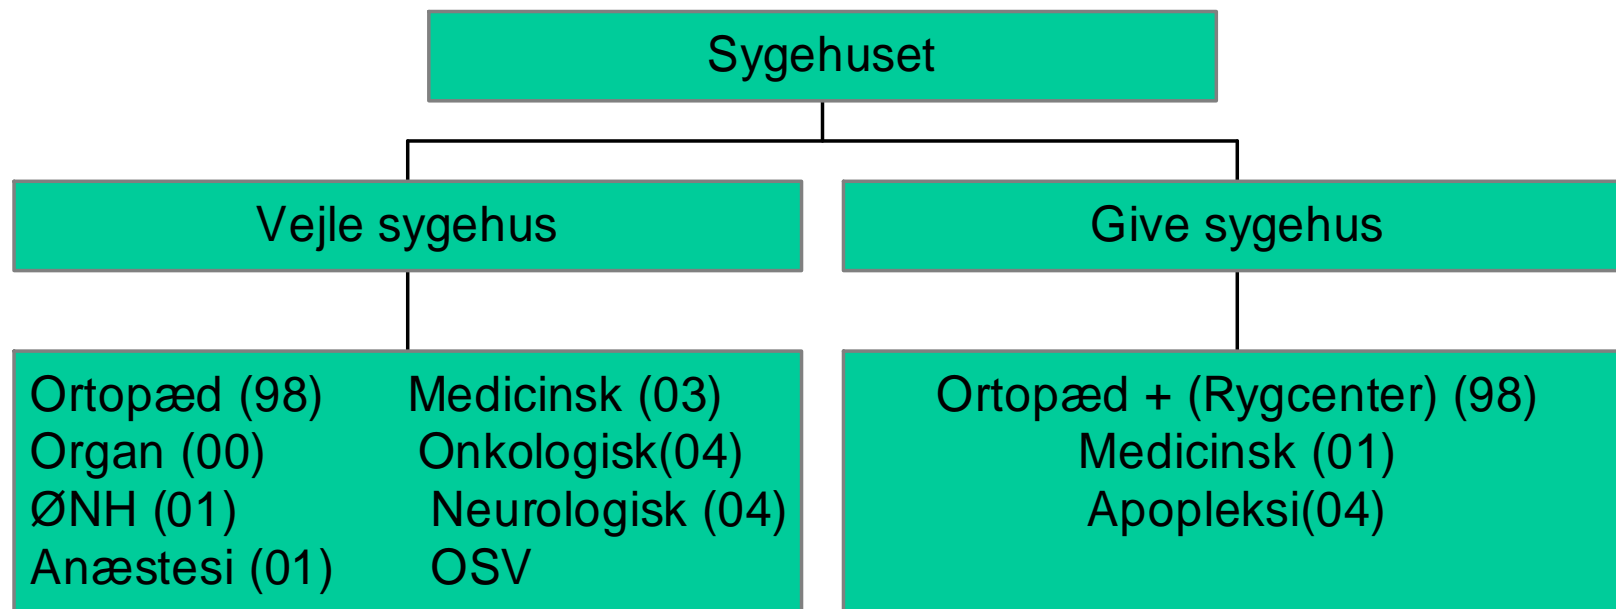 Sygehuset
Vejle sygehus
Give sygehus
Ortopæd (98) Medicinsk (03)
Organ (00) Onkologisk(04)
ØNH (01) Neurologisk (04)
Anæstesi (01) OSV
Ortopæd + (Rygcenter) (98)
Medicinsk (01)
Apopleksi(04)